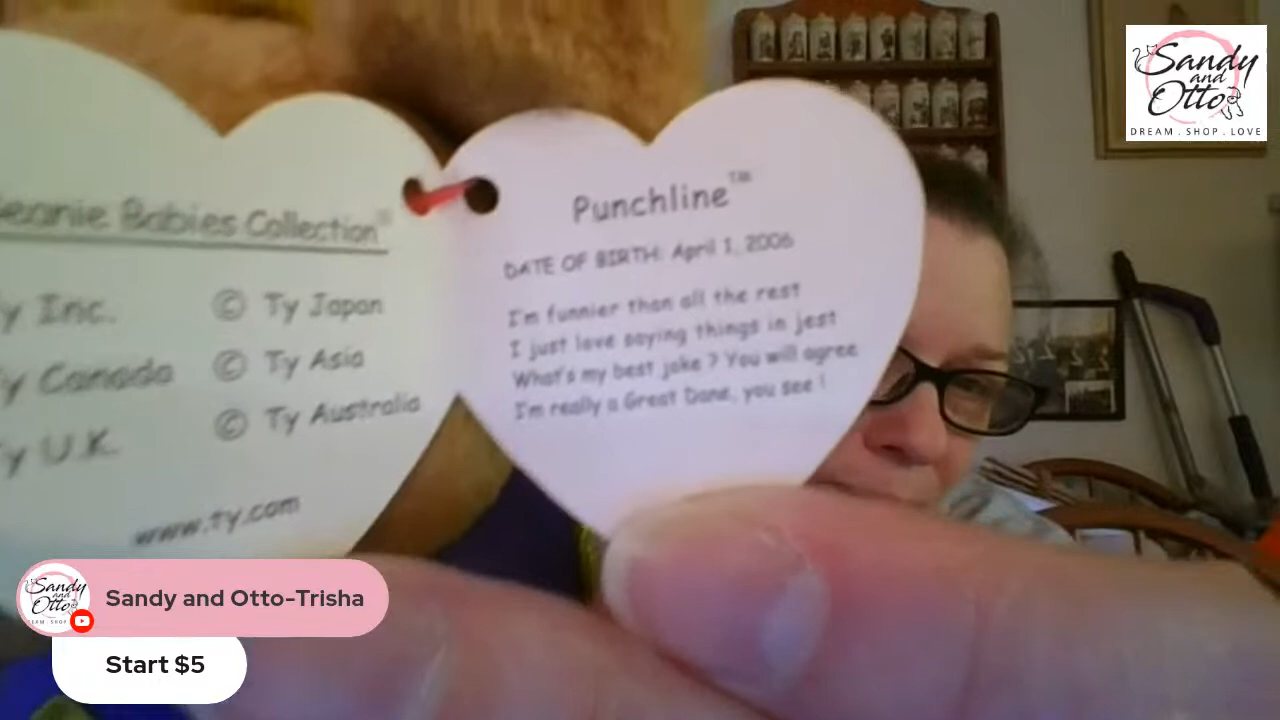 Beanie Babies Collection®
y Inc.
© Ty Japan
y Canada
© Ty Asia
y U.K.
© Ty Australia
www.ty.com
Punchline™
DATE OF BIRTH: April 1, 2006
I'm funnier than all the rest
I just love saying things in jest
What's my best joke ? You will agree
I'm really a Great Dane, you see !
Sandy
and
Otto
DREAM . SHOP . LOVE
Sandy and Otto-Trisha
Start $5